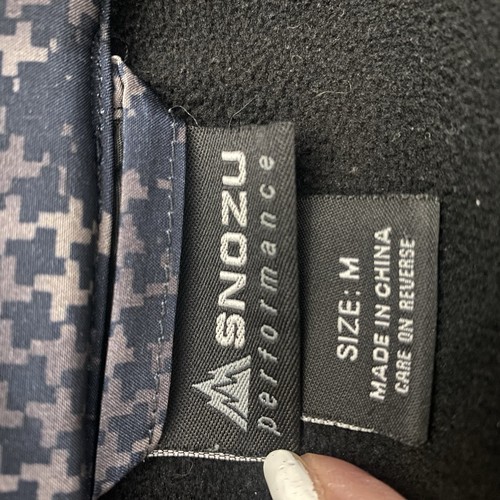 SNOZU
performance
SIZE: M
MADE IN CHINA
CARE ON REVERSE